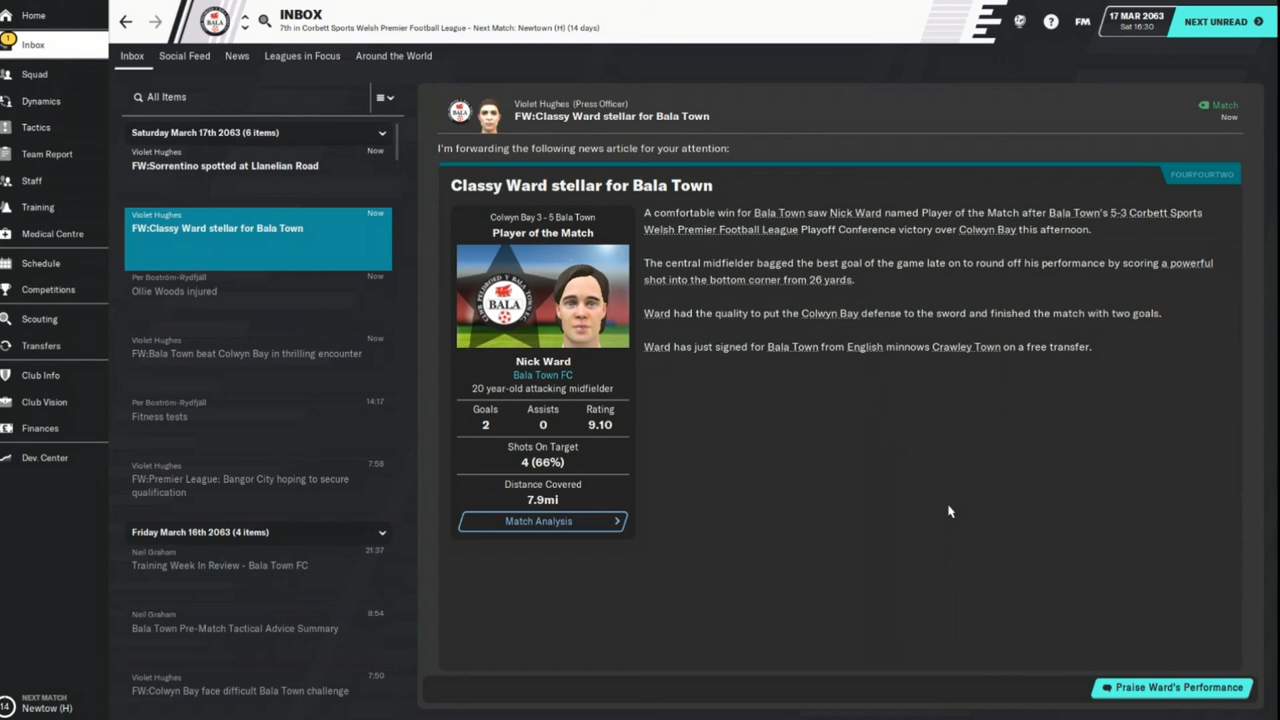 Home
1
Inbox
Squad
Dynamics
Tactics
Team Report
Staff
Training
Medical Centre
Schedule
Competitions
Scouting
Transfers
Club Info
Club Vision
Finances
Dev. Center
14
NEXT MATCH
Newtow (H)
BALA
INBOX
7th in Corbett Sports Welsh Premier Football League - Next Match: Newtown (H) (14 days)
?
FM
17 MAR 2063
Sat 16:30
NEXT UNREAD
Inbox Social Feed News Leagues in Focus Around the World
All Items
Saturday March 17th 2063 (6 items)
Violet Hughes Now
FW:Sorrentino spotted at Llanelian Road
Violet Hughes Now
FW:Classy Ward stellar for Bala Town
Per Boström-Rydfjäll Now
Ollie Woods injured
Violet Hughes Now
FW:Bala Town beat Colwyn Bay in thrilling encounter
Per Boström-Rydfjäll 14:17
Fitness tests
Violet Hughes 7:58
FW:Premier League: Bangor City hoping to secure
qualification
Friday March 16th 2063 (4 items)
Neil Graham 21:37
Training Week In Review - Bala Town FC
Neil Graham 8:54
Bala Town Pre-Match Tactical Advice Summary
Violet Hughes 7:50
FW:Colwyn Bay face difficult Bala Town challenge
BALA
Violet Hughes (Press Officer)
FW:Classy Ward stellar for Bala Town
Match
Now
I'm forwarding the following news article for your attention:
FOURFOURTWO
Classy Ward stellar for Bala Town
Colwyn Bay 3 - 5 Bala Town
Player of the Match
BALA
Nick Ward
Bala Town FC
20 year-old attacking midfielder
Goals Assists Rating
2 0 9.10
Shots On Target
4 (66%)
Distance Covered
7.9mi
Match Analysis
A comfortable win for Bala Town saw Nick Ward named Player of the Match after Bala Town's 5-3 Corbett Sports
Welsh Premier Football League Playoff Conference victory over Colwyn Bay this afternoon.
The central midfielder bagged the best goal of the game late on to round off his performance by scoring a powerful
shot into the bottom corner from 26 yards.
Ward had the quality to put the Colwyn Bay defense to the sword and finished the match with two goals.
Ward has just signed for Bala Town from English minnows Crawley Town on a free transfer.
Praise Ward's Performance